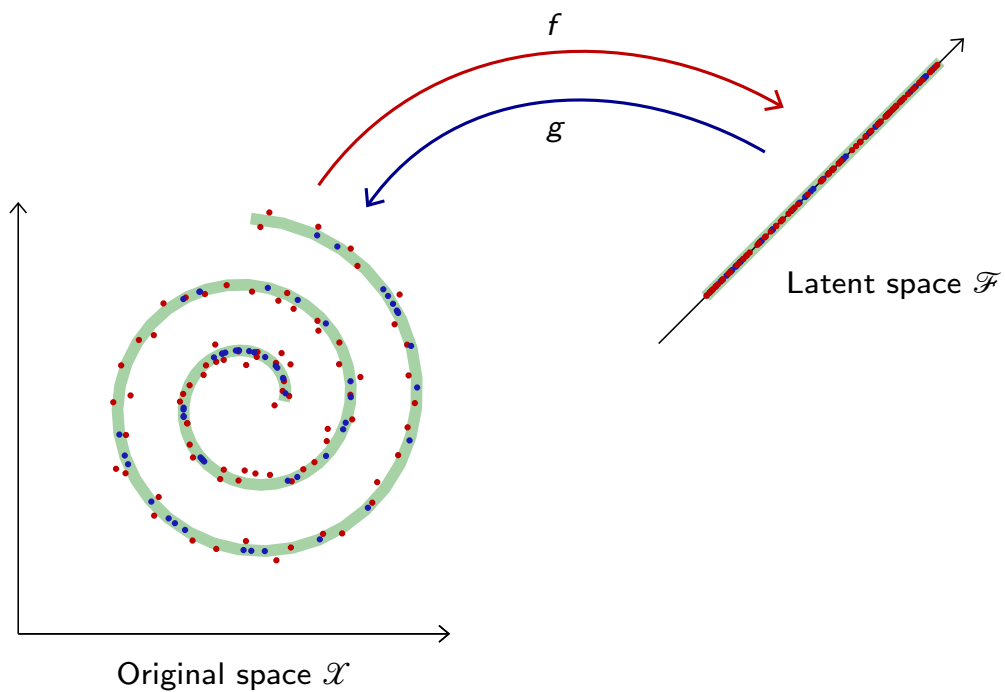 f
g
Latent space ℱ
Original space 𝒳